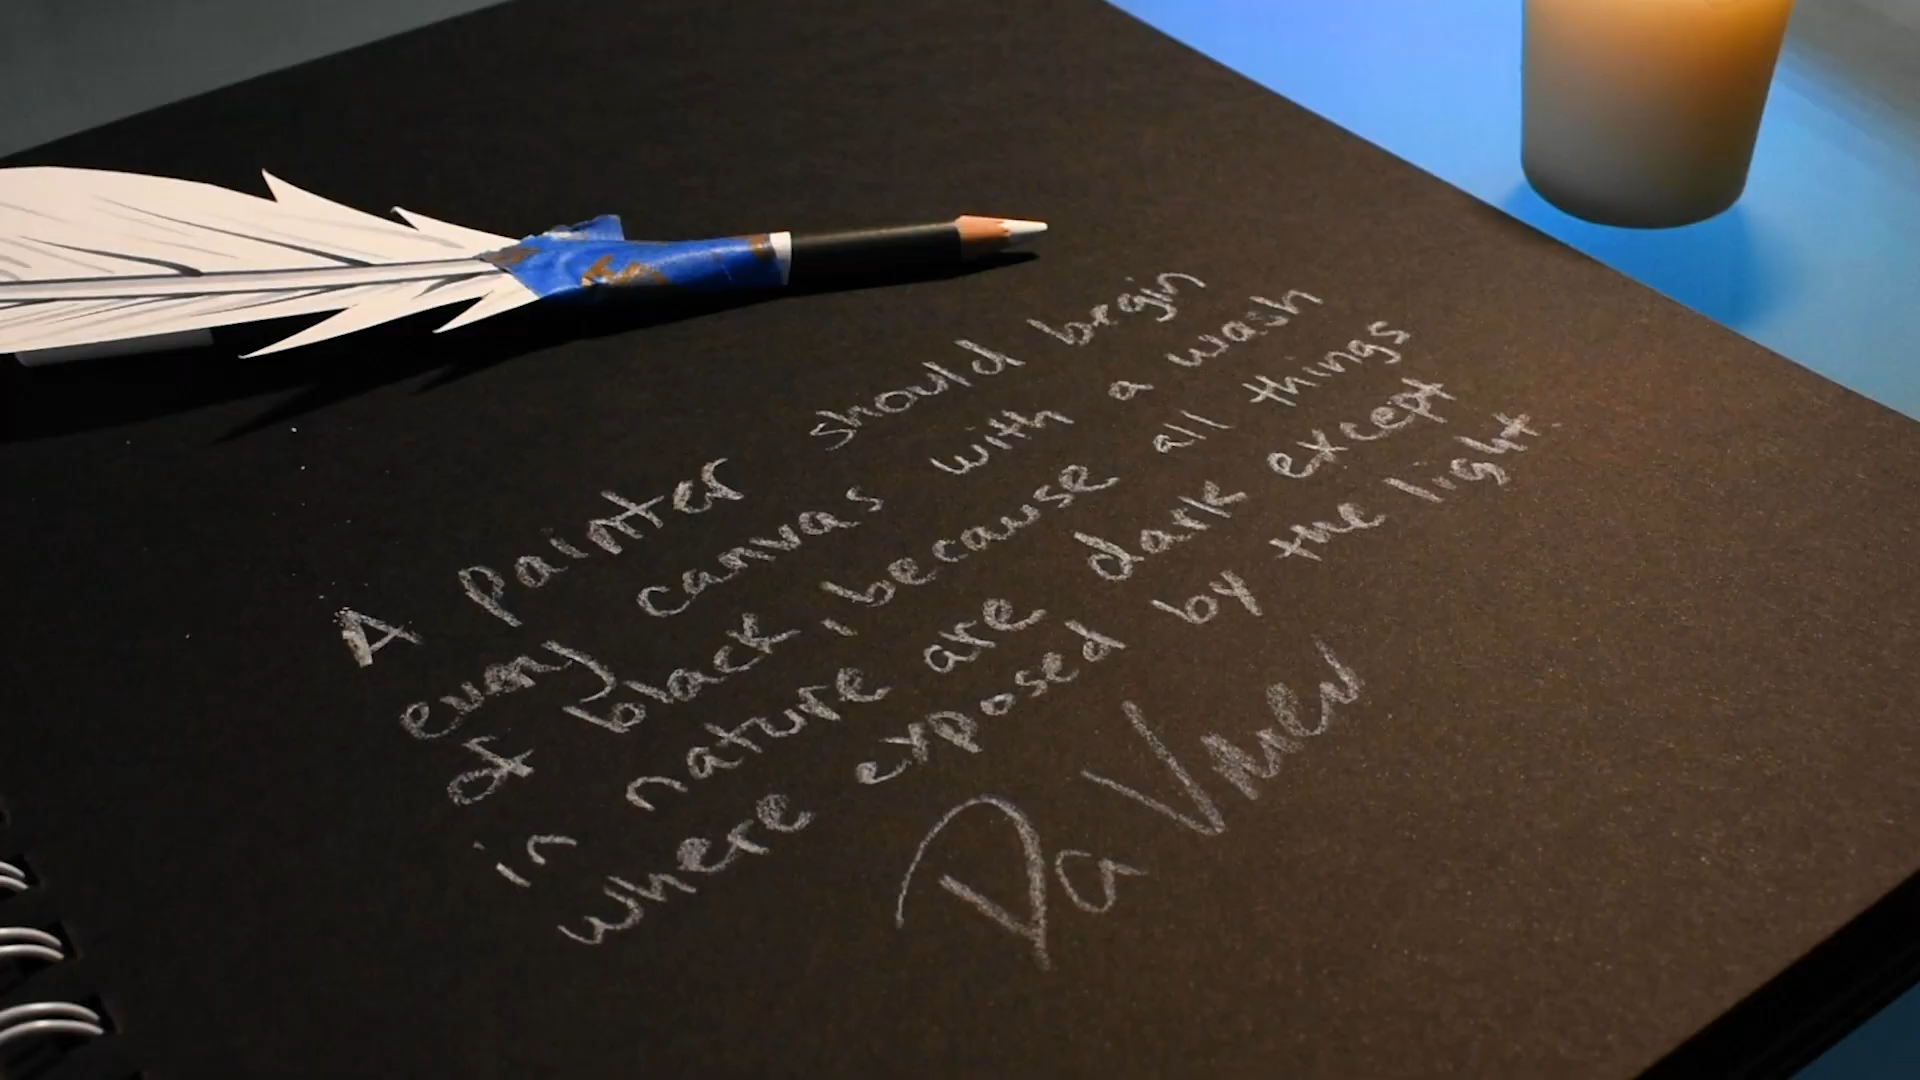 A painter should begin
every canvas with a wash
of black, because all things
in nature are dark except
where exposed by the light
Da Vinci